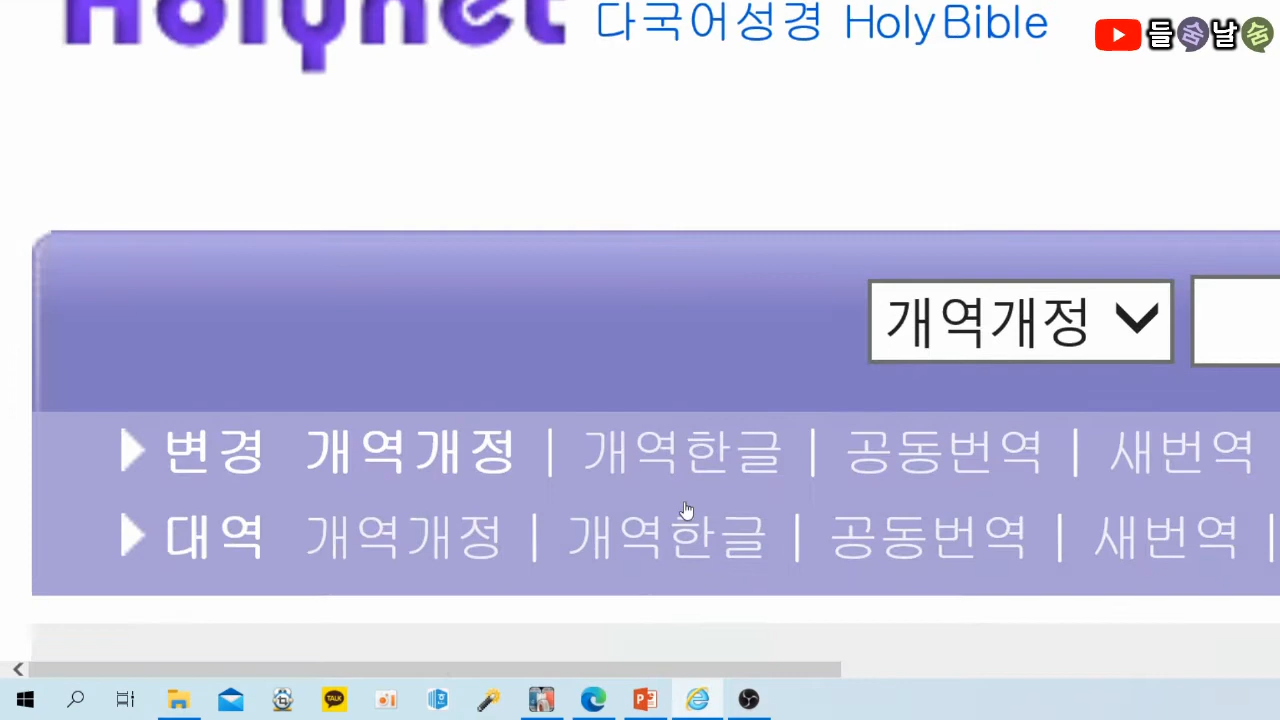 Holynet 다국어성경 HolyBible
들숨날숨
개역개정
변경 개역개정 | 개역한글 | 공동번역 | 새번역
대역 개역개정 | 개역한글 | 공동번역 | 새번역 |
TALK